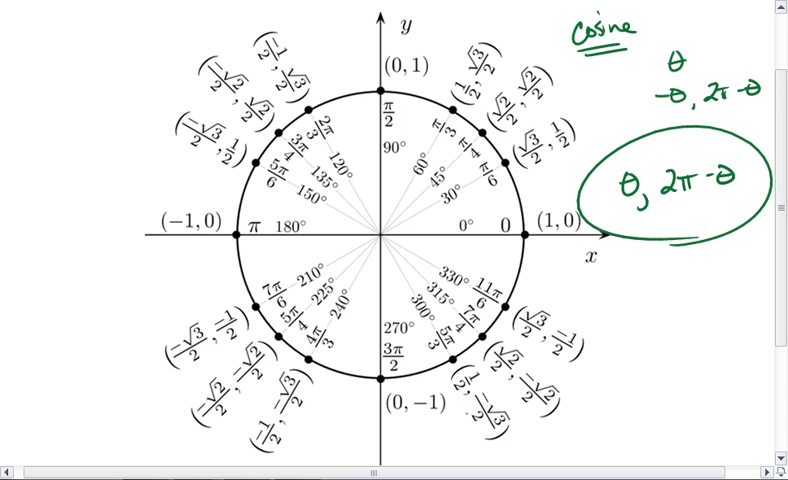 y
cosine
θ
-θ, 2π -θ
θ, 2π -θ
(0, 1)
(-1/2, √3/2)
(1/2, √3/2)
(-√2/2, √2/2)
(√2/2, √2/2)
(-√3/2, 1/2)
(√3/2, 1/2)
π/2
90°
2π/3 120°
60° π/3
3π/4 135°
45° π/4
5π/6 150°
30° π/6
(-1, 0) π 180°
0° 0 (1, 0)
x
7π/6 210°
330° 11π/6
5π/4 225°
315° 7π/4
4π/3 240°
300° 5π/3
270°
3π/2
(-√3/2, -1/2)
(√3/2, -1/2)
(-√2/2, -√2/2)
(√2/2, -√2/2)
(-1/2, -√3/2)
(1/2, -√3/2)
(0, -1)